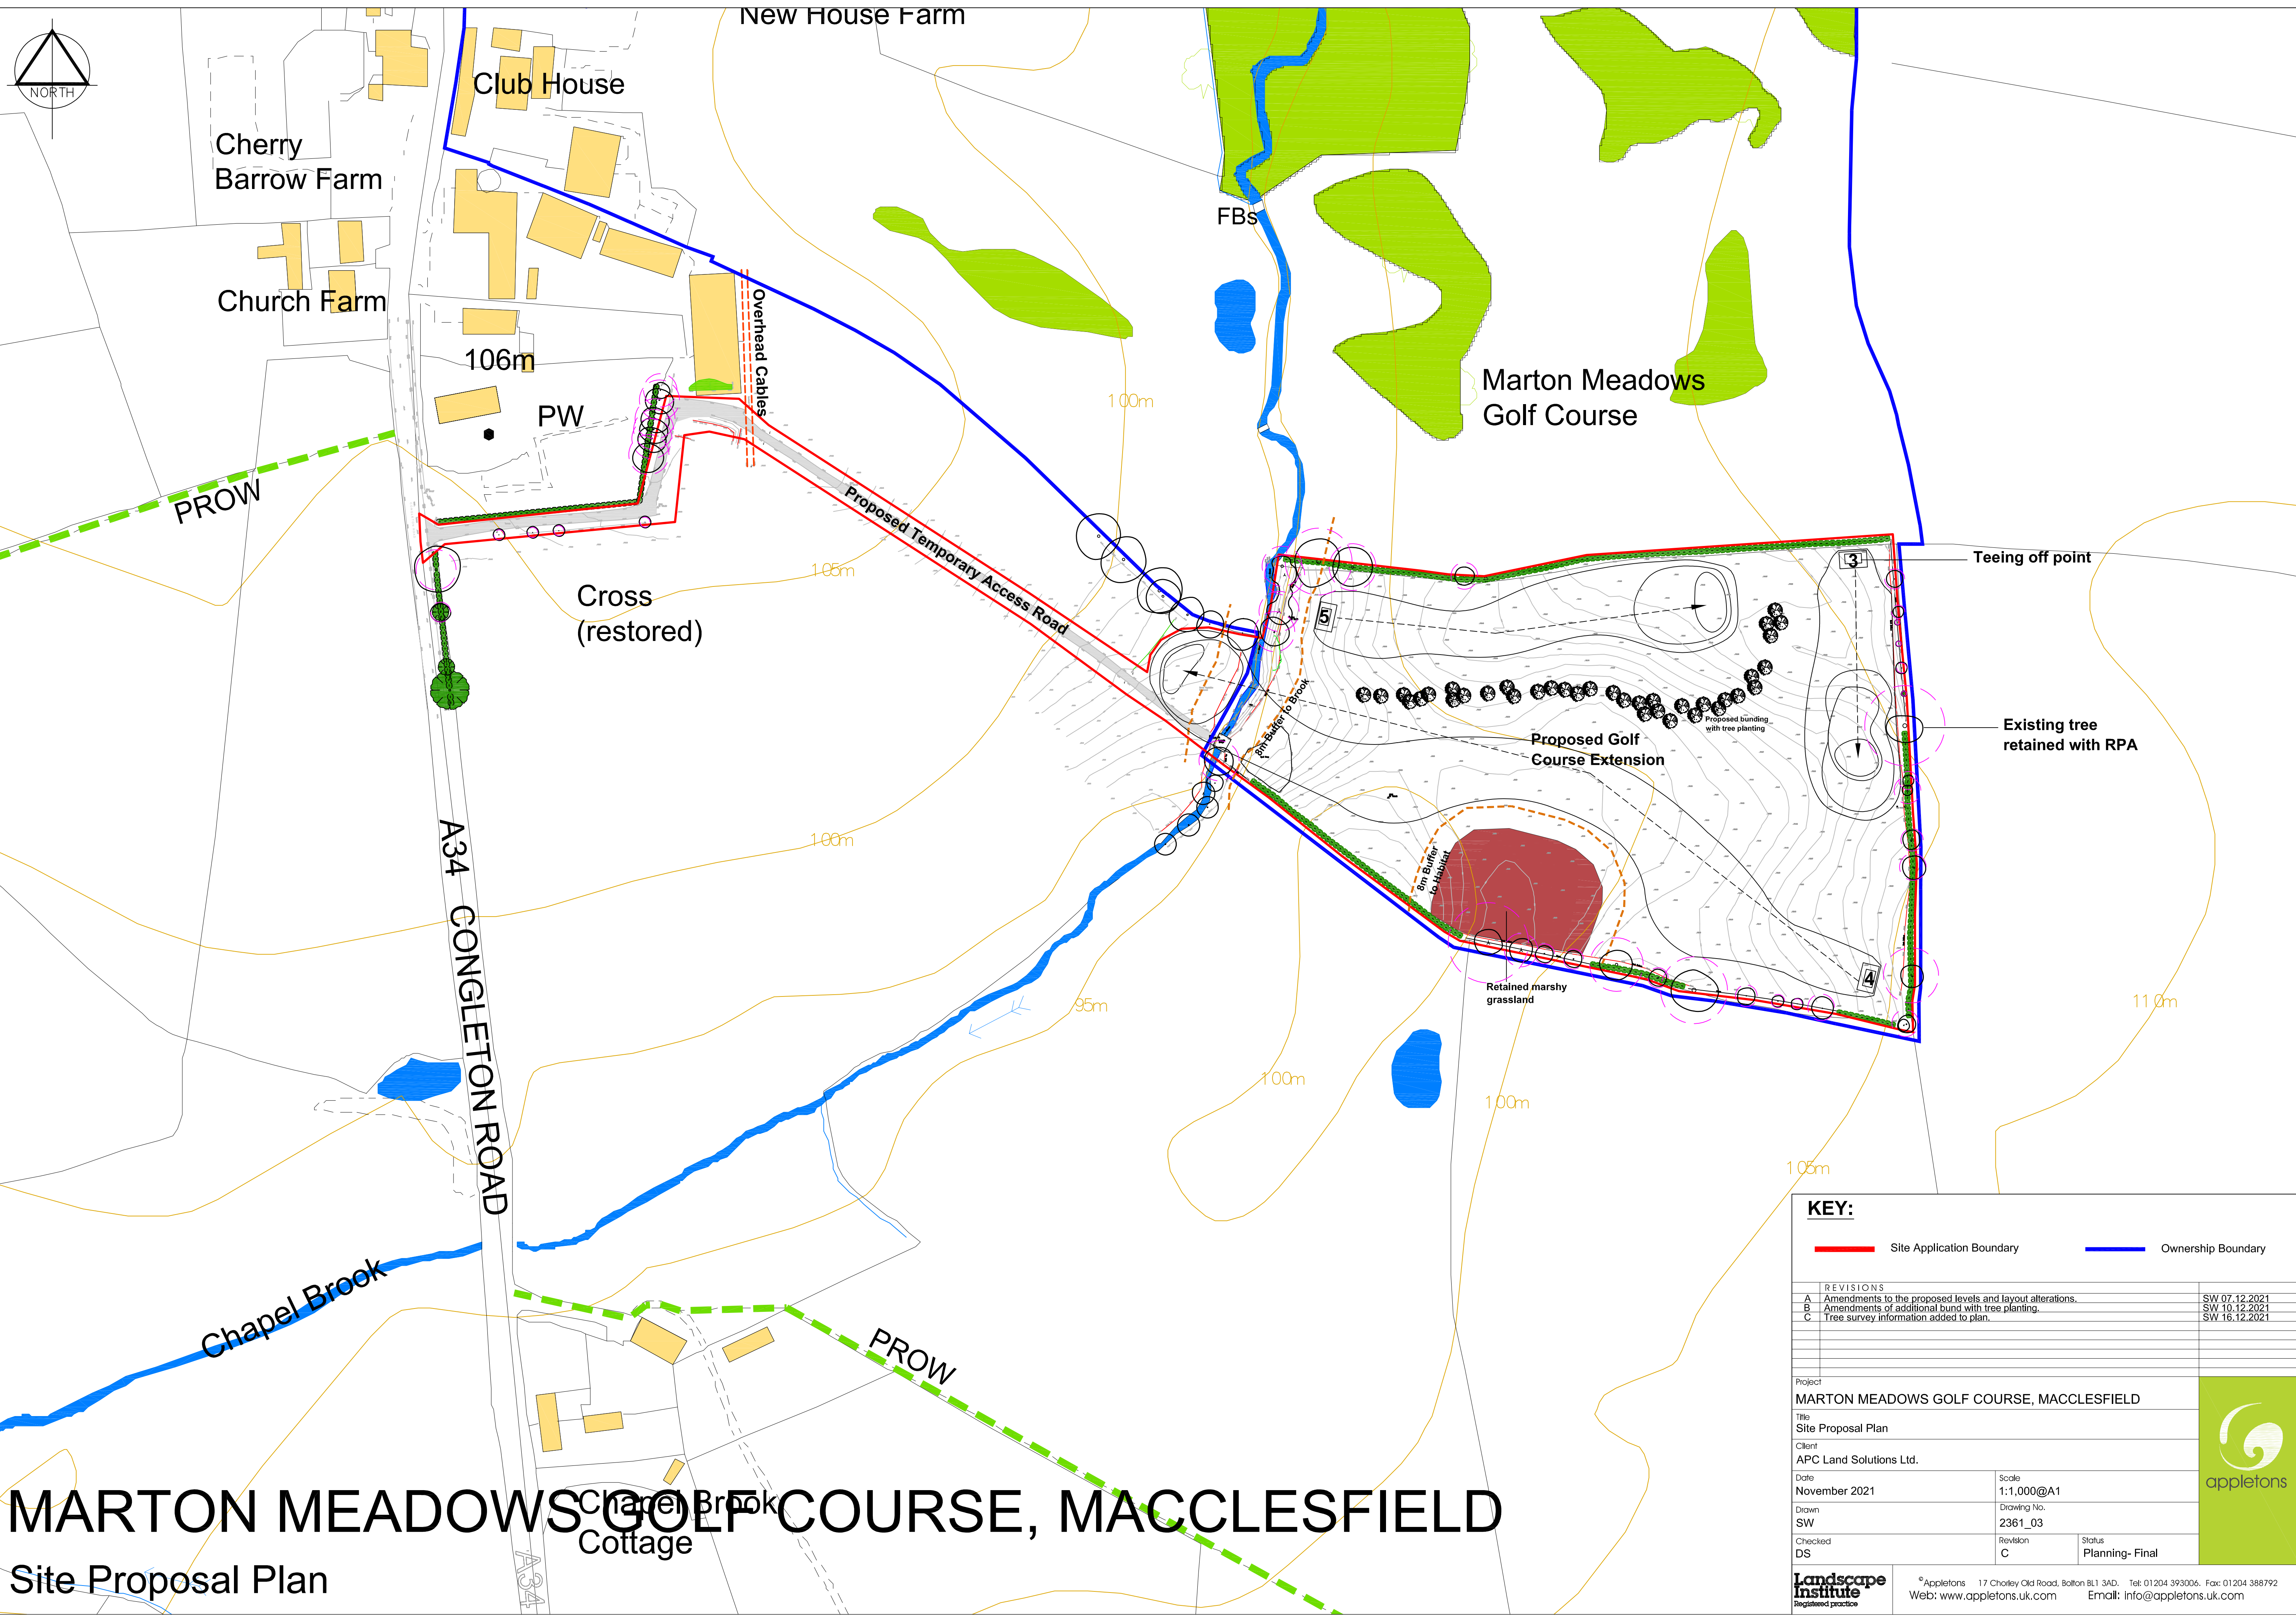 New House Farm
NORTH
Club House
Cherry
Barrow Farm
Church Farm
106m
PW
Overhead Cables
PROW
FBs
100m
Marton Meadows
Golf Course
105m
Cross
(restored)
Proposed Temporary Access Road
Teeing off point
3
5
8m Buffer to Brook
Proposed bunding
with tree planting
Proposed Golf
Course Extension
Existing tree
retained with RPA
100m
A34 CONGLETON ROAD
8m Buffer
to Habitat
4
Retained marshy
grassland
95m
110m
100m
100m
105m
Chapel Brook
PROW
Chapel Brook
Cottage
A34
MARTON MEADOWS GOLF COURSE, MACCLESFIELD
Site Proposal Plan
KEY:
Site Application Boundary
Ownership Boundary
REVISIONS
A Amendments to the proposed levels and layout alterations. SW 07.12.2021
B Amendments of additional bund with tree planting. SW 10.12.2021
C Tree survey information added to plan. SW 16.12.2021
Project
MARTON MEADOWS GOLF COURSE, MACCLESFIELD
Title
Site Proposal Plan
Client
APC Land Solutions Ltd.
Date
November 2021
Scale
1:1,000@A1
Drawn
SW
Drawing No.
2361_03
Checked
DS
Revision
C
Status
Planning- Final
appletons
Landscape
Institute
Registered practice
©Appletons 17 Chorley Old Road, Bolton BL1 3AD. Tel: 01204 393006. Fax: 01204 388792
Web: www.appletons.uk.com Email: info@appletons.uk.com